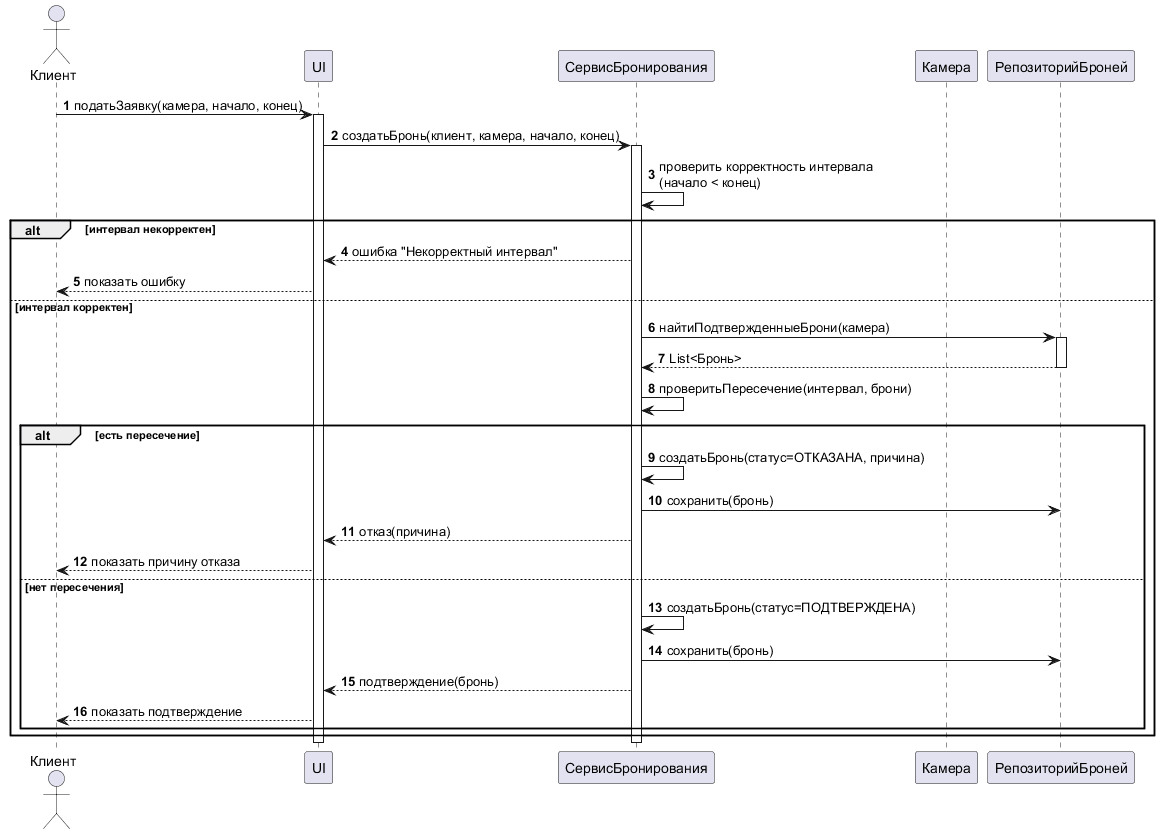 Клиент
UI
СервисБронирования
Камера
РепозиторийБроней
1 податьЗаявку(камера, начало, конец)
2 создатьБронь(клиент, камера, начало, конец)
3 проверить корректность интервала
(начало < конец)
alt [интервал некорректен]
4 ошибка "Некорректный интервал"
5 показать ошибку
[интервал корректен]
6 найтиПодтвержденныеБрони(камера)
7 List<Бронь>
8 проверитьПересечение(интервал, брони)
alt [есть пересечение]
9 создатьБронь(статус=ОТКАЗАНА, причина)
10 сохранить(бронь)
11 отказ(причина)
12 показать причину отказа
[нет пересечения]
13 создатьБронь(статус=ПОДТВЕРЖДЕНА)
14 сохранить(бронь)
15 подтверждение(бронь)
16 показать подтверждение
Клиент
UI
СервисБронирования
Камера
РепозиторийБроней